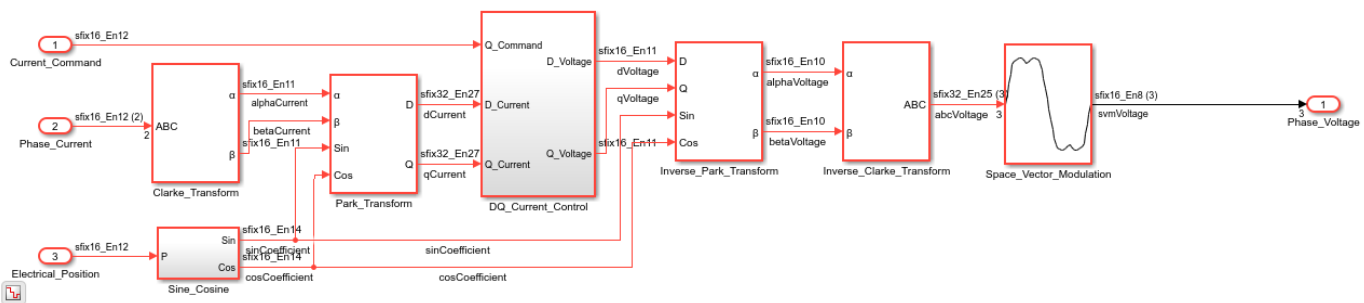 1
Current_Command
sfix16_En12
2
Phase_Current
sfix16_En12 (2)
2
ABC
α
β
Clarke_Transform
sfix16_En11
alphaCurrent
betaCurrent
sfix16_En11
3
Electrical_Position
sfix16_En12
P
Sin
Cos
Sine_Cosine
sfix16_En14
sinCoefficient
sfix16_En14
cosCoefficient
sinCoefficient
cosCoefficient
α
β
Sin
Cos
D
Q
Park_Transform
sfix32_En27
dCurrent
sfix32_En27
qCurrent
Q_Command
D_Current
Q_Current
D_Voltage
Q_Voltage
DQ_Current_Control
sfix16_En11
dVoltage
qVoltage
sfix16_En11
D
Q
Sin
Cos
α
β
Inverse_Park_Transform
sfix16_En10
alphaVoltage
sfix16_En10
betaVoltage
α
β
ABC
Inverse_Clarke_Transform
sfix32_En25 (3)
abcVoltage
3
Space_Vector_Modulation
sfix16_En8 (3)
svmVoltage
3
1
Phase_Voltage